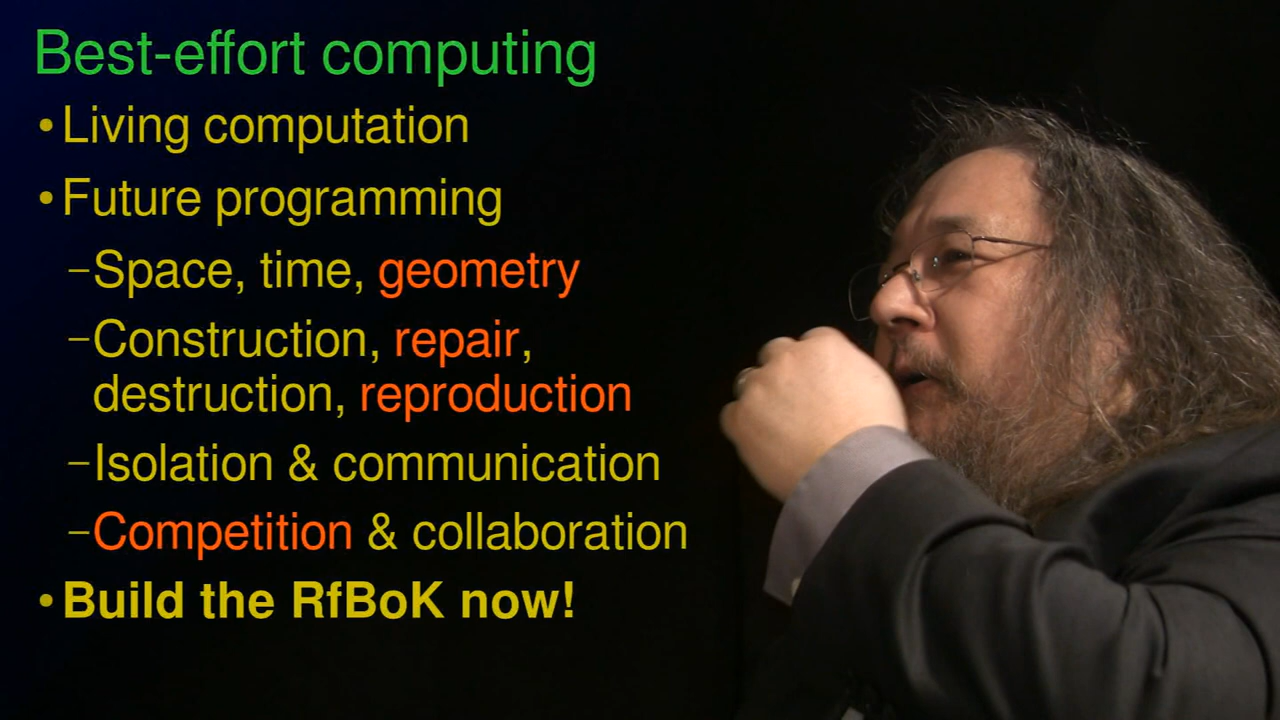 Best-effort computing
•Living computation
•Future programming
–Space, time, geometry
–Construction, repair,
destruction, reproduction
–Isolation & communication
–Competition & collaboration
•Build the RfBoK now!